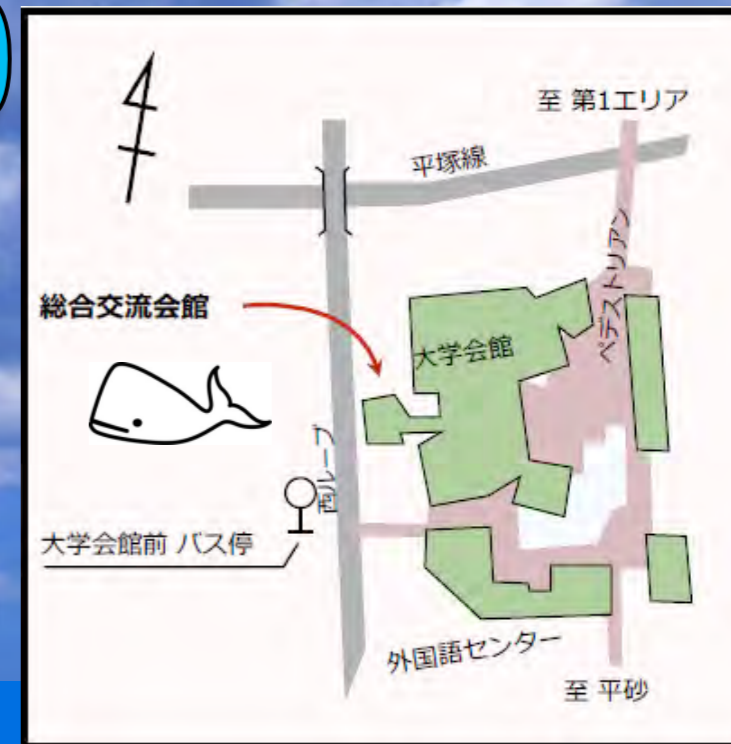 至 第1エリア
平塚線
ペデストリアン
総合交流会館
大学会館
西ループ
大学会館前 バス停
外国語センター
至 平砂